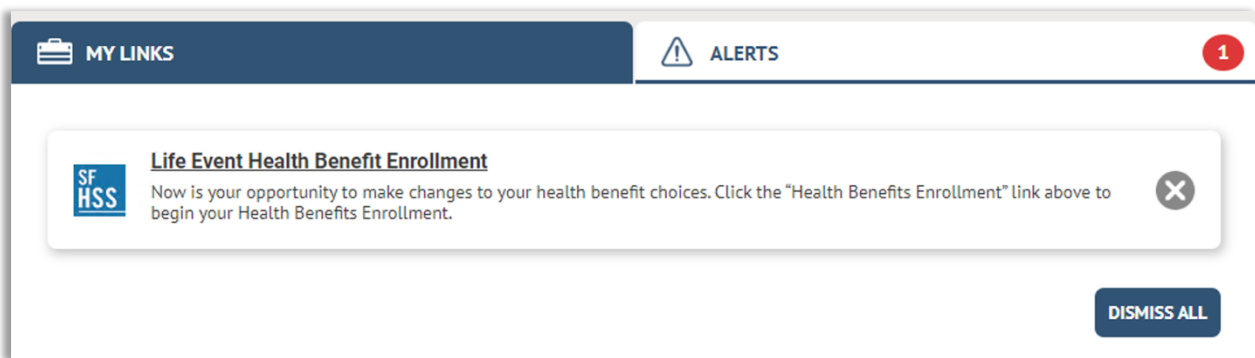 MY LINKS
ALERTS
1
Life Event Health Benefit Enrollment
SF
HSS
Now is your opportunity to make changes to your health benefit choices. Click the “Health Benefits Enrollment” link above to
begin your Health Benefits Enrollment.
DISMISS ALL